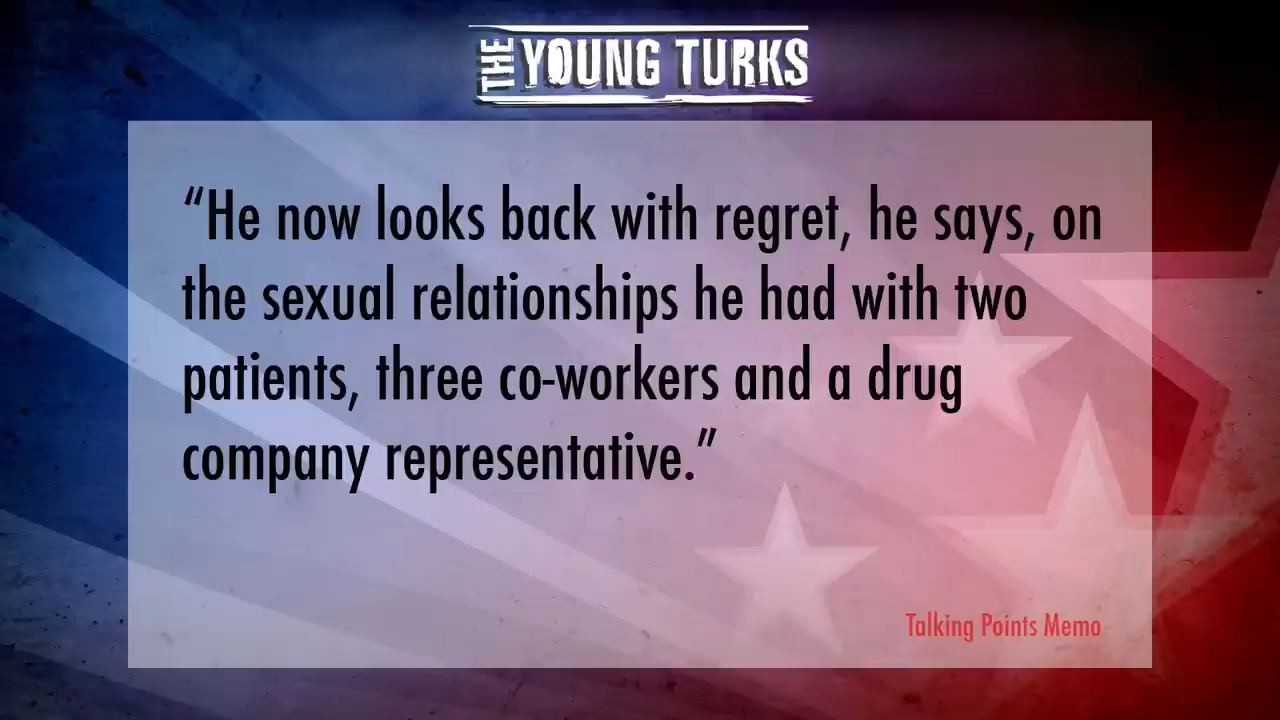 THE YOUNG TURKS
“He now looks back with regret, he says, on
the sexual relationships he had with two
patients, three co-workers and a drug
company representative.”
Talking Points Memo